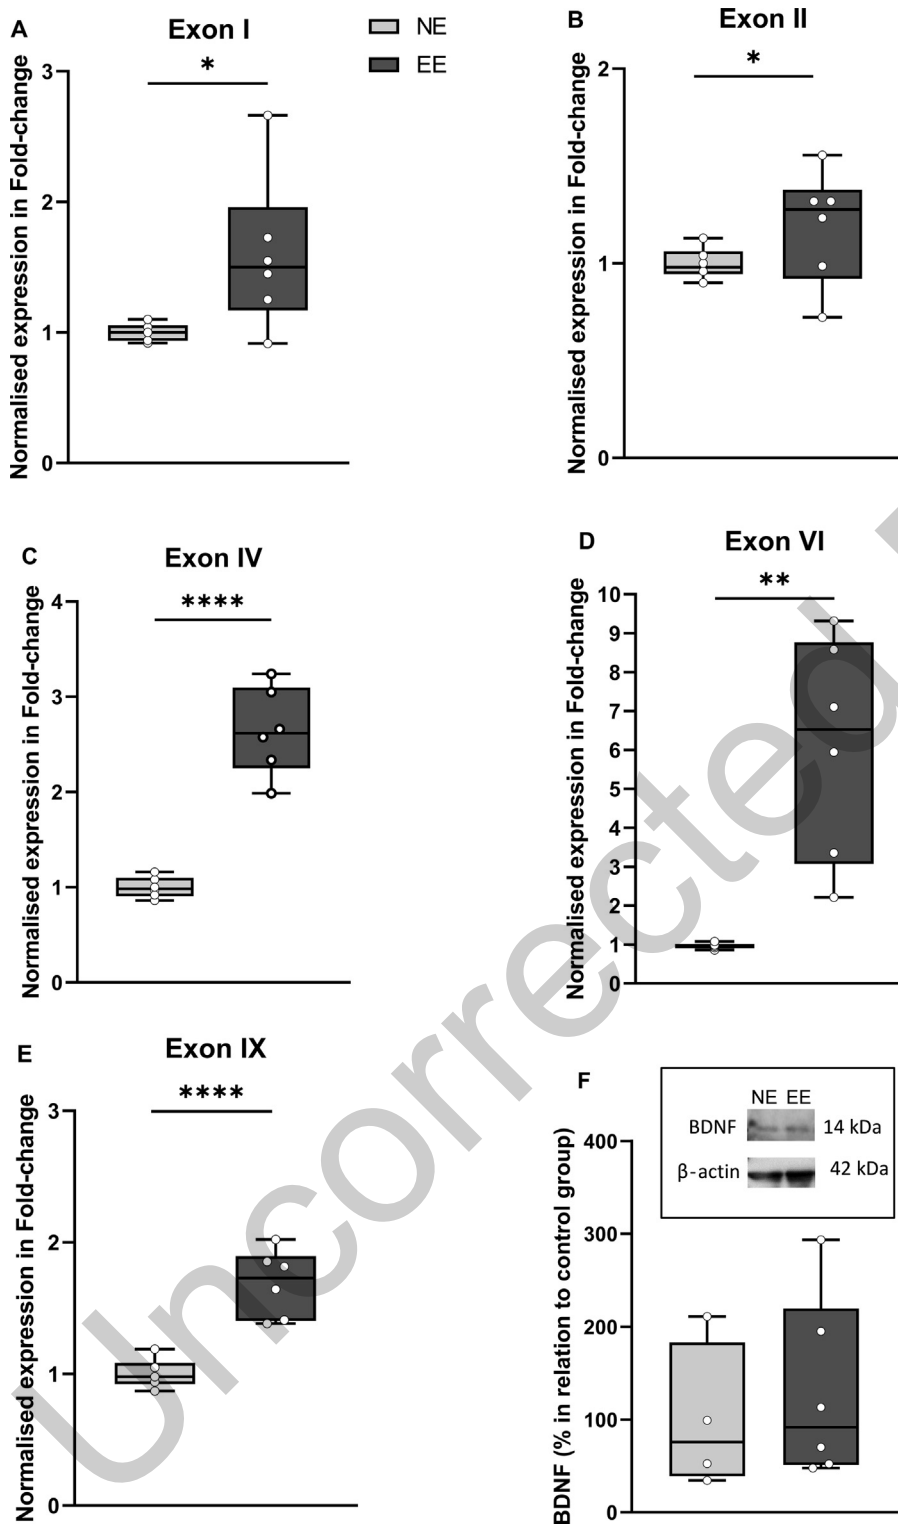 A
Exon I
NE
EE
*
Normalised expression in Fold-change
3
2
1
0
B
Exon II
*
Normalised expression in Fold-change
2
1
0
C
Exon IV
****
Normalised expression in Fold-change
4
3
2
1
0
D
Exon VI
**
Normalised expression in Fold-change
10
9
8
7
6
5
4
3
2
1
0
E
Exon IX
****
Normalised expression in Fold-change
3
2
1
0
F
NE EE
BDNF 14 kDa
β-actin 42 kDa
BDNF (% in relation to control group)
400
300
200
100
0
Uncorrected